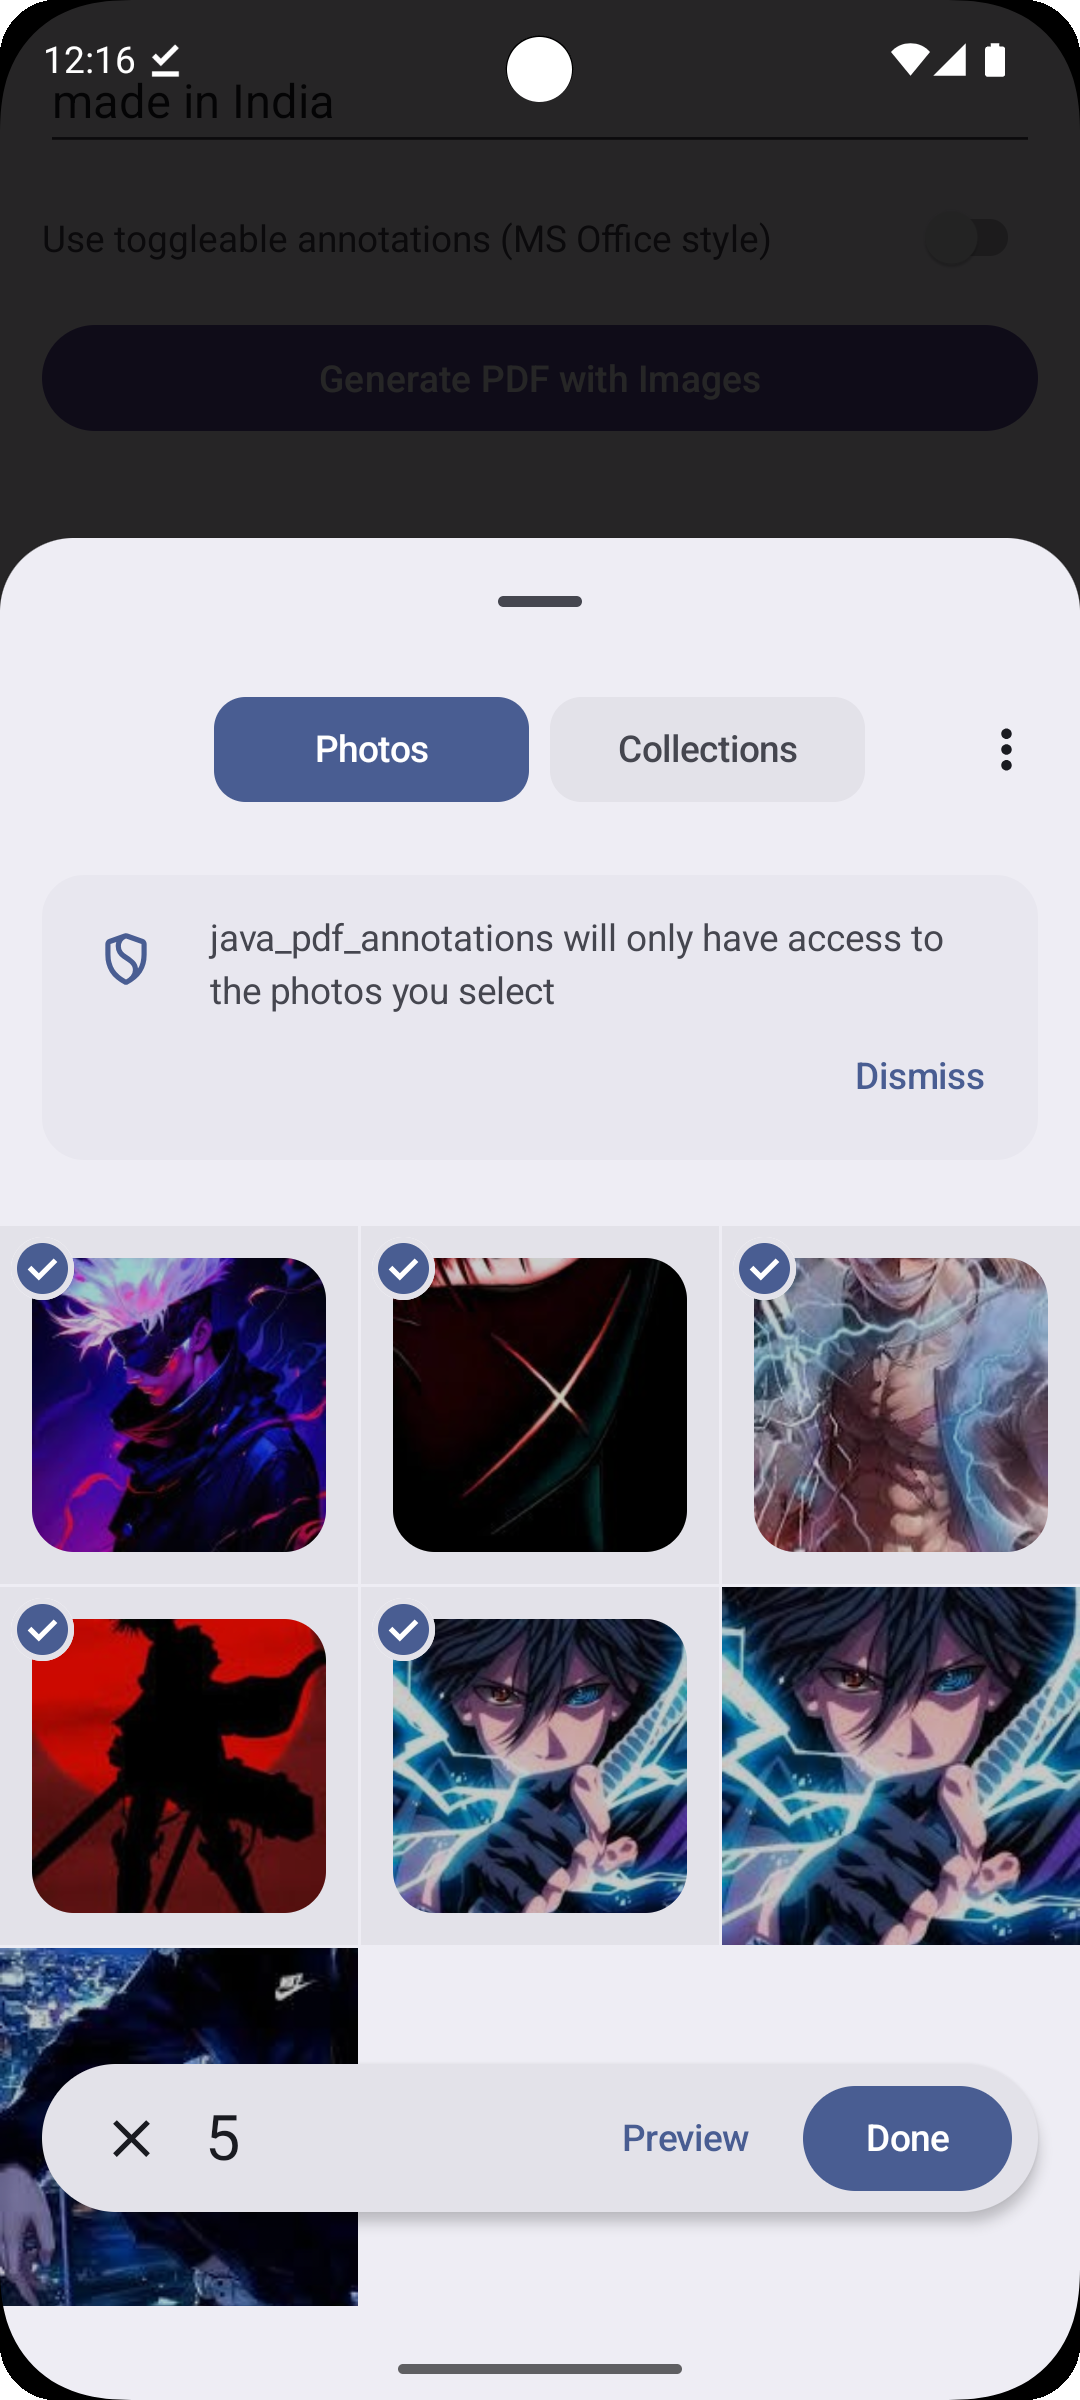 12:16
made in India
Use toggleable annotations (MS Office style)
Generate PDF with Images
Photos
Collections
java_pdf_annotations will only have access to
the photos you select
Dismiss
5
Preview
Done